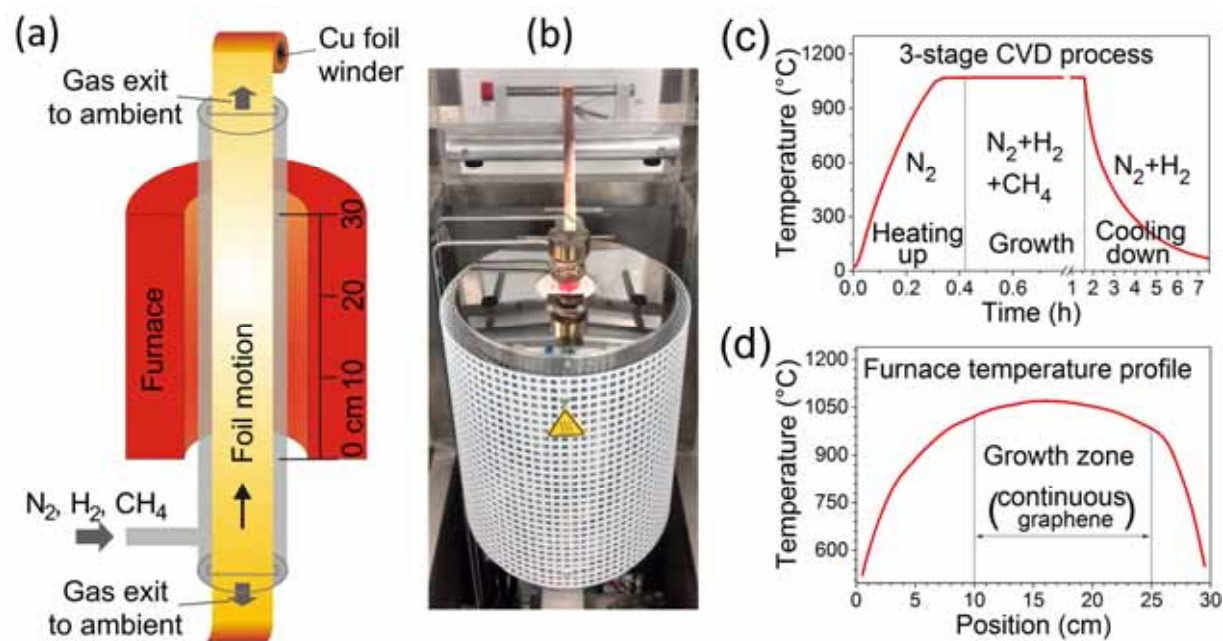 (a)
Cu foil
winder
Gas exit
to ambient
Furnace
Foil motion
30
20
10
0 cm
N2, H2, CH4
Gas exit
to ambient
(b)
(c)
3-stage CVD process
Temperature (°C)
1200
900
600
300
0
N2
N2+H2
+CH4
N2+H2
Heating
up
Growth
Cooling
down
0.0 0.2 0.4 1 2 3 4 5 6 7
Time (h)
(d)
Furnace temperature profile
Temperature (°C)
1200
1050
900
750
600
Growth zone
(continuous
graphene)
0 5 10 15 20 25 30
Position (cm)